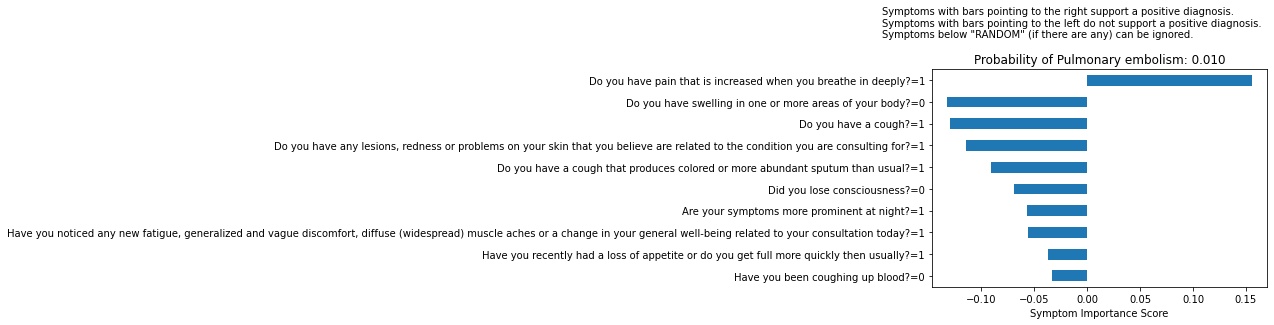 Symptoms with bars pointing to the right support a positive diagnosis.
Symptoms with bars pointing to the left do not support a positive diagnosis.
Symptoms below "RANDOM" (if there are any) can be ignored.
Probability of Pulmonary embolism: 0.010
Do you have pain that is increased when you breathe in deeply?=1
Do you have swelling in one or more areas of your body?=0
Do you have a cough?=1
Do you have any lesions, redness or problems on your skin that you believe are related to the condition you are consulting for?=1
Do you have a cough that produces colored or more abundant sputum than usual?=1
Did you lose consciousness?=0
Are your symptoms more prominent at night?=1
Have you noticed any new fatigue, generalized and vague discomfort, diffuse (widespread) muscle aches or a change in your general well-being related to your consultation today?=1
Have you recently had a loss of appetite or do you get full more quickly then usually?=1
Have you been coughing up blood?=0
−0.10 −0.05 0.00 0.05 0.10 0.15
Symptom Importance Score